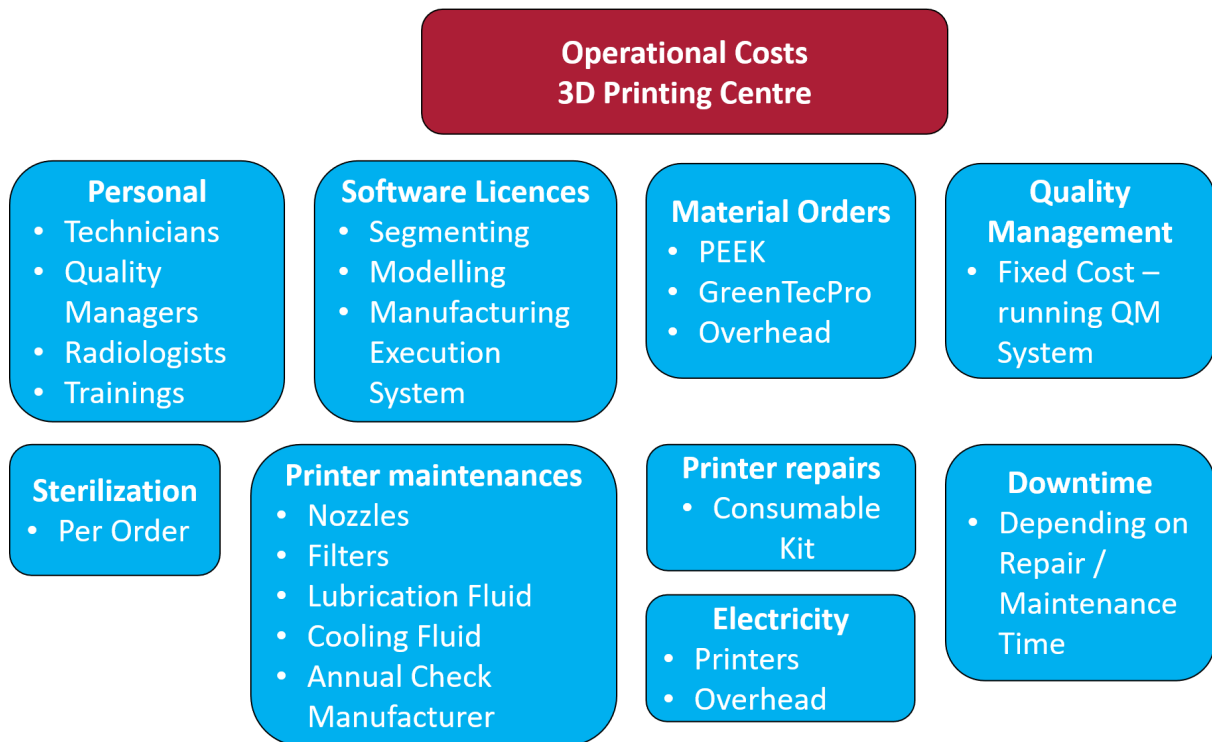 Operational Costs
3D Printing Centre
Personal
• Technicians
• Quality
Managers
• Radiologists
• Trainings
Software Licences
• Segmenting
• Modelling
• Manufacturing
Execution
System
Material Orders
• PEEK
• GreenTecPro
• Overhead
Quality
Management
• Fixed Cost –
running QM
System
Sterilization
• Per Order
Printer maintenances
• Nozzles
• Filters
• Lubrication Fluid
• Cooling Fluid
• Annual Check
Manufacturer
Printer repairs
• Consumable
Kit
Electricity
• Printers
• Overhead
Downtime
• Depending on
Repair /
Maintenance
Time